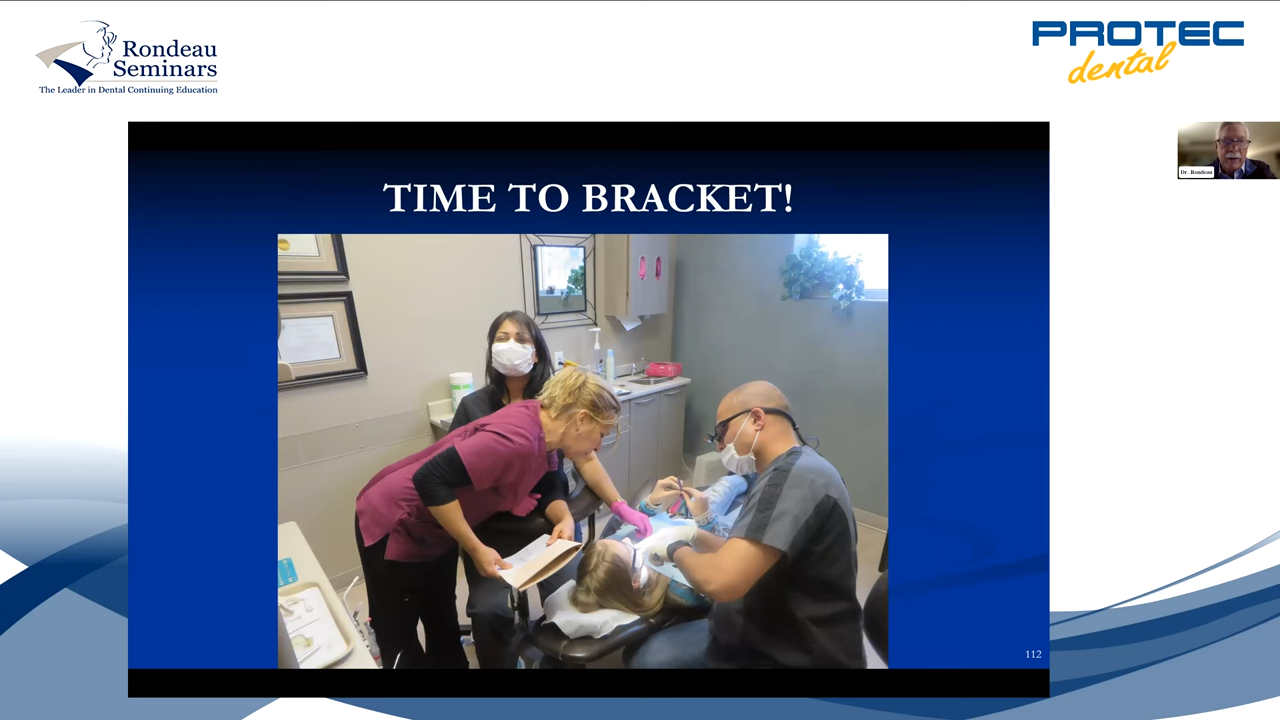 Rondeau
Seminars
The Leader in Dental Continuing Education
PROTEC
dental
Dr. Rondeau
TIME TO BRACKET!
112